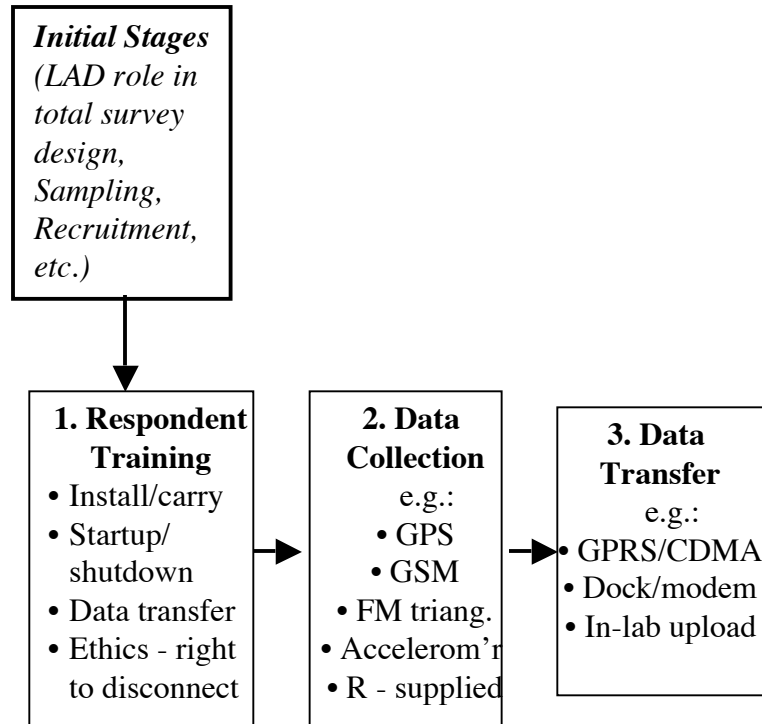 Initial Stages
(LAD role in
total survey
design,
Sampling,
Recruitment,
etc.)
1. Respondent
Training
• Install/carry
• Startup/
shutdown
• Data transfer
• Ethics - right
to disconnect
2. Data
Collection
e.g.:
• GPS
• GSM
• FM triang.
• Accelerom'r
• R - supplied
3. Data
Transfer
e.g.:
• GPRS/CDMA
• Dock/modem
• In-lab upload